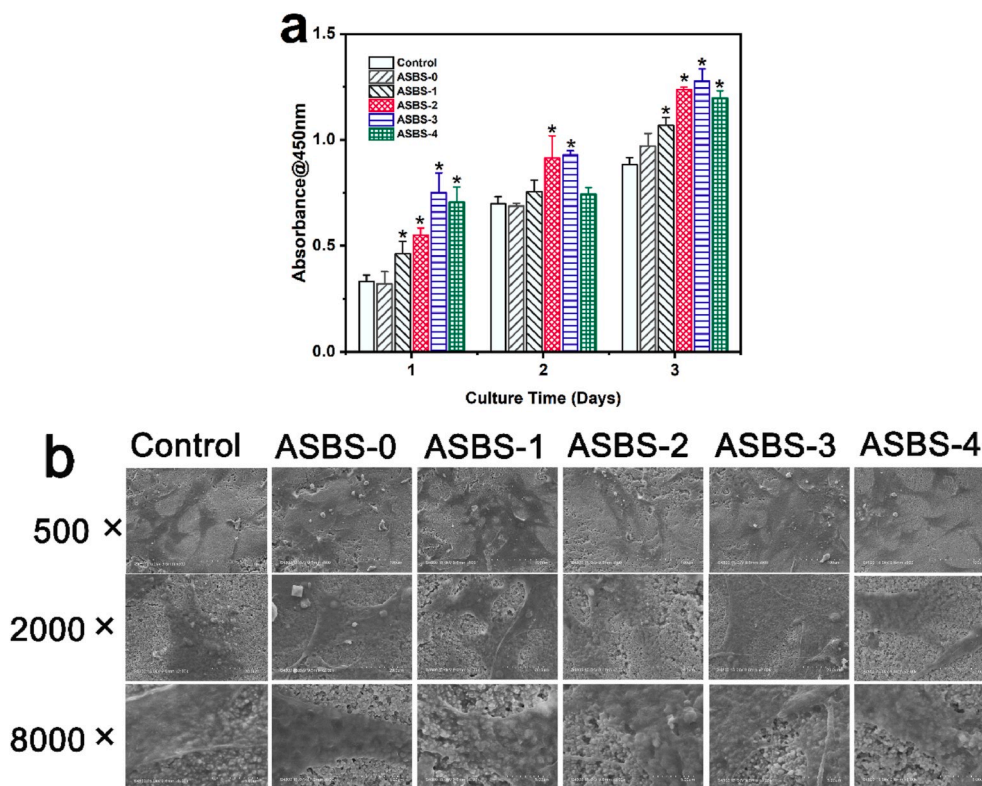 a
1.5
1.0
0.5
0.0
Absorbance@450nm
Control
ASBS-0
ASBS-1
ASBS-2
ASBS-3
ASBS-4
* * * *
* *
* * * *
1 2 3
Culture Time (Days)
b
Control ASBS-0 ASBS-1 ASBS-2 ASBS-3 ASBS-4
500 ×
2000 ×
8000 ×